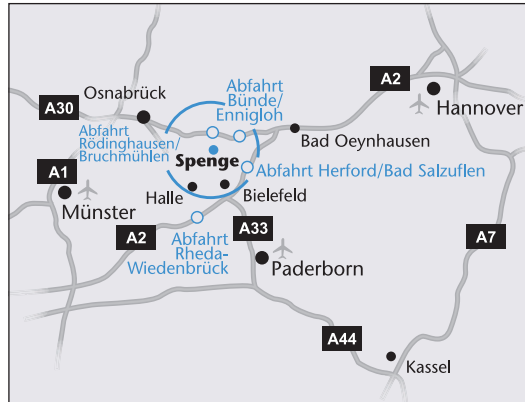 Abfahrt
Bünde/
Ennigloh
A2
Osnabrück
A30
Hannover
Abfahrt
Rödinghausen/
Bruchmühlen
Bad Oeynhausen
Spenge
Abfahrt Herford/Bad Salzuflen
A1
Halle
Bielefeld
Münster
A2
Abfahrt
Rheda-
Wiedenbrück
A33
A7
Paderborn
A44
Kassel